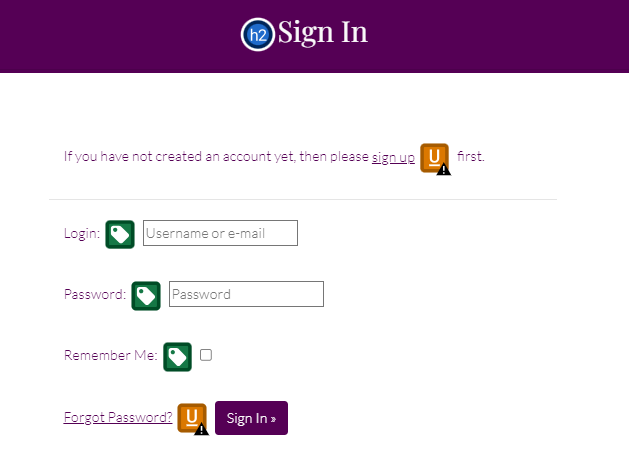 h2 Sign In
If you have not created an account yet, then please sign up U first.
Login: Username or e-mail
Password: Password
Remember Me:
Forgot Password? U Sign In »